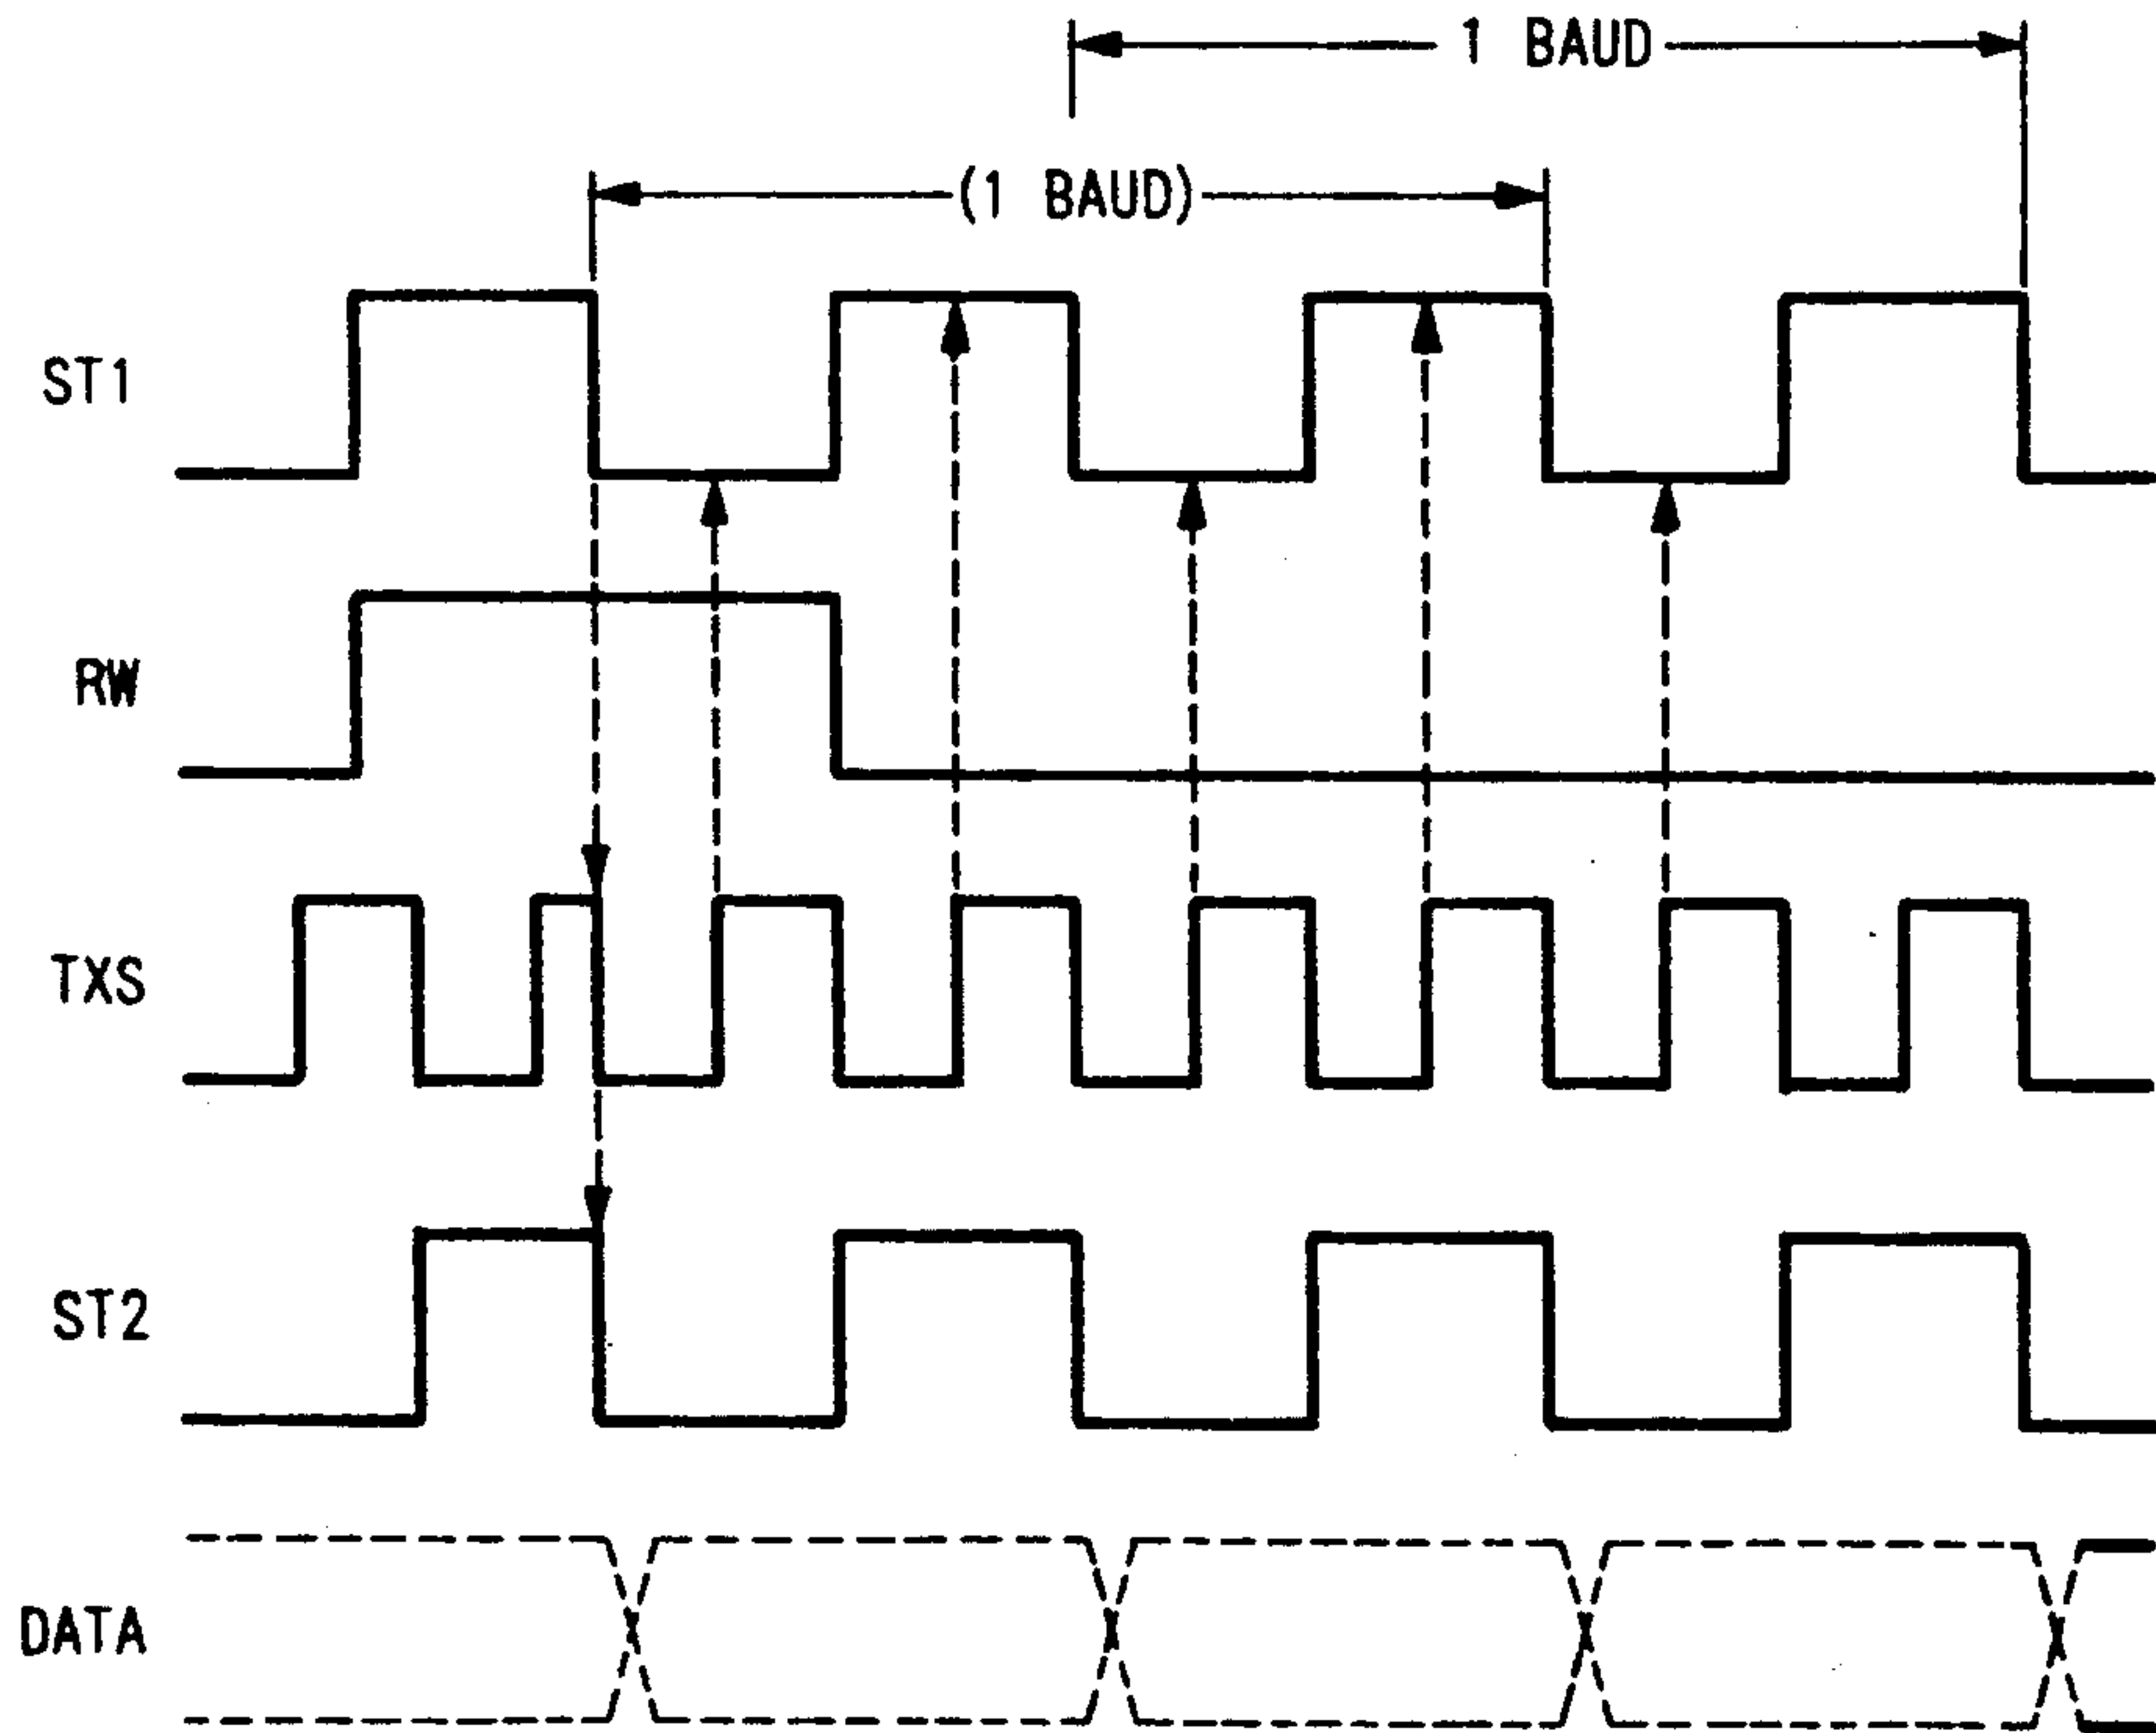 1 BAUD
(1 BAUD)
ST1
RW
TXS
ST2
DATA